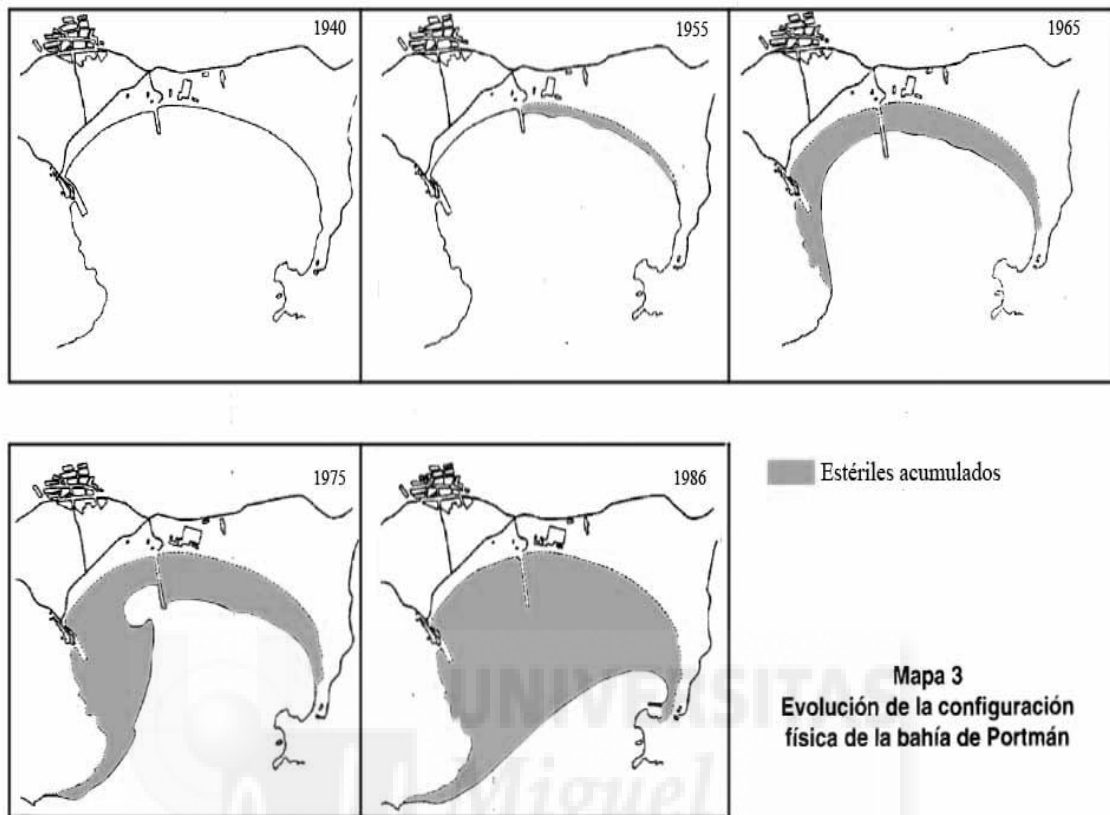 1940
1955
1965
1975
1986
Estériles acumulados
Mapa 3
Evolución de la configuración
física de la bahía de Portmán
UNIVERSITAS
Miguel